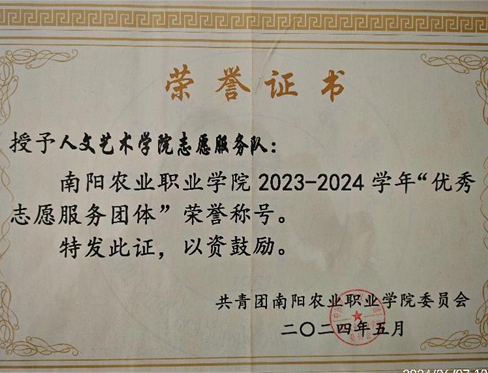 荣誉证书
授予人文艺术学院志愿服务队：
南阳农业职业学院2023-2024学年“优秀
志愿服务团体”荣誉称号。
特发此证，以资鼓励。
共青团南阳农业职业学院委员会
二〇二四年五月